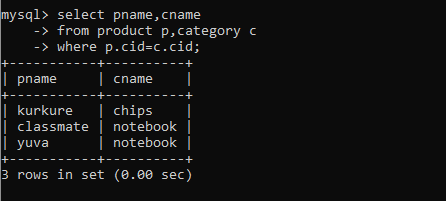 mysql> select pname,cname
    -> from product p,category c
    -> where p.cid=c.cid;
+-----------+----------+
| pname     | cname    |
+-----------+----------+
| kurkure   | chips    |
| classmate | notebook |
| yuva      | notebook |
+-----------+----------+
3 rows in set (0.00 sec)